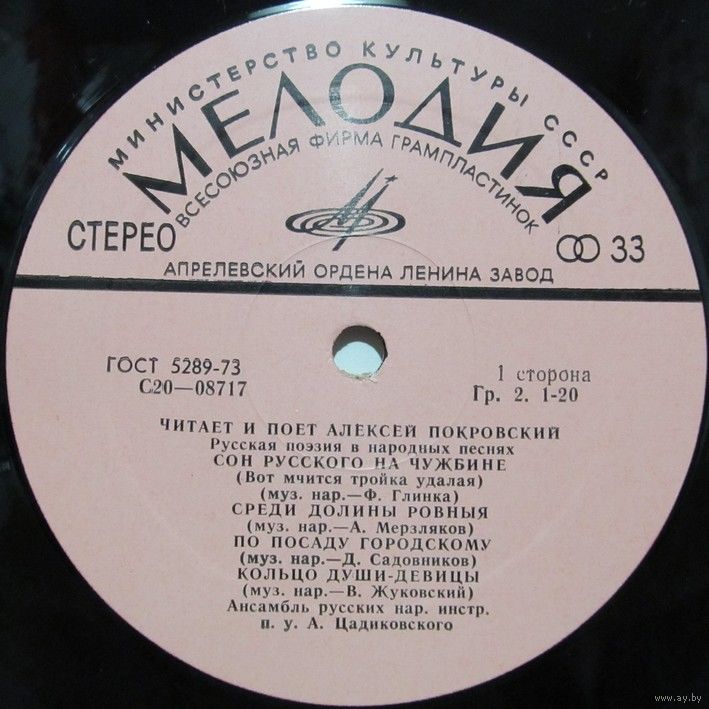 МИНИСТЕРСТВО КУЛЬТУРЫ СССР
МЕЛОДИЯ
ВСЕСОЮЗНАЯ ФИРМА ГРАМПЛАСТИНОК
СТЕРЕО
33
АПРЕЛЕВСКИЙ ОРДЕНА ЛЕНИНА ЗАВОД
ГОСТ 5289-73
С20—08717
1 сторона
Гр. 2. 1-20
ЧИТАЕТ И ПОЕТ АЛЕКСЕЙ ПОКРОВСКИЙ
Русская поэзия в народных песнях
СОН РУССКОГО НА ЧУЖБИНЕ
(Вот мчится тройка удалая)
(муз. нар.—Ф. Глинка)
СРЕДИ ДОЛИНЫ РОВНЫЯ
(муз. нар.—А. Мерзляков)
ПО ПОСАДУ ГОРОДСКОМУ
(муз. нар.—Д. Садовников)
КОЛЬЦО ДУШИ-ДЕВИЦЫ
(муз. нар.—В. Жуковский)
Ансамбль русских нар. инстр.
п. у. А. Цадиковского
www.ay.by